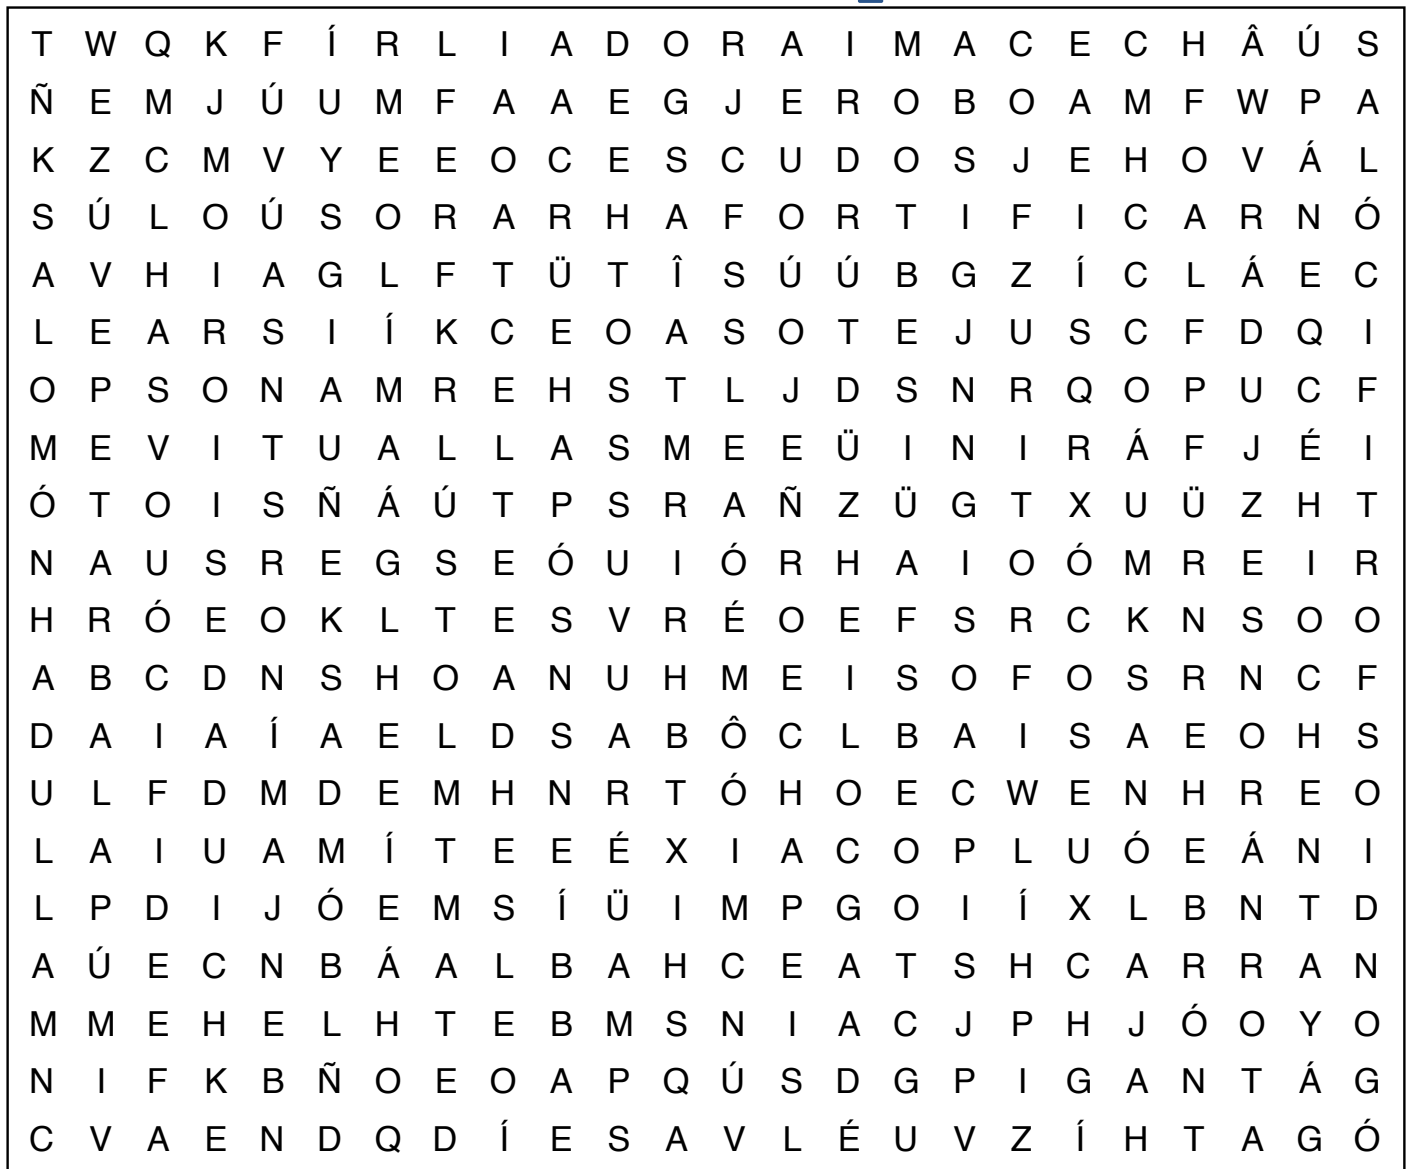 T W Q K F Í R L I A D O R A I M A C E C H Â Ú S
Ñ E M J Ú U M F A A E G J E R O B O A M F W P A
K Z C M V Y E E O C E S C U D O S J E H O V Á L
S Ú L O Ú S O R A R H A F O R T I F I C A R N Ó
A V H I A G L F T Ü T Î S Ú Ú B G Z Í C L Á E C
L E A R S I Í K C E O A S O T E J U S C F D Q I
O P S O N A M R E H S T L J D S N R Q O P U C F
M E V I T U A L L A S M E E Ü I N I R Á F J É I
Ó T O I S Ñ Á Ú T P S R A Ñ Z Ü G T X U Ü Z H T
N A U S R E G S E Ó U I Ó R H A I O Ó M R E I R
H R Ó E O K L T E S V R É O E F S R C K N S O O
A B C D N S H O A N U H M E I S O F O S R N C F
D A I A Í A E L D S A B Ô C L B A I S A E O H S
U L F D M D E M H N R T Ó H O E C W E N H R E O
L A I U A M Í T E E É X I A C O P L U Ó E Á N I
L P D I J Ó E M S Í Ü I M P G O I Í X L B N T D
A Ú E C N B Á A L B A H C E A T S H C A R R A N
M M E H E L H T E B M S N I A C J P H J Ó O Y O
N I F K B Ñ O E O A P Q Ú S D G P I G A N T Á G
C V A E N D Q D Í E S A V L É U V Z Í H T A G Ó